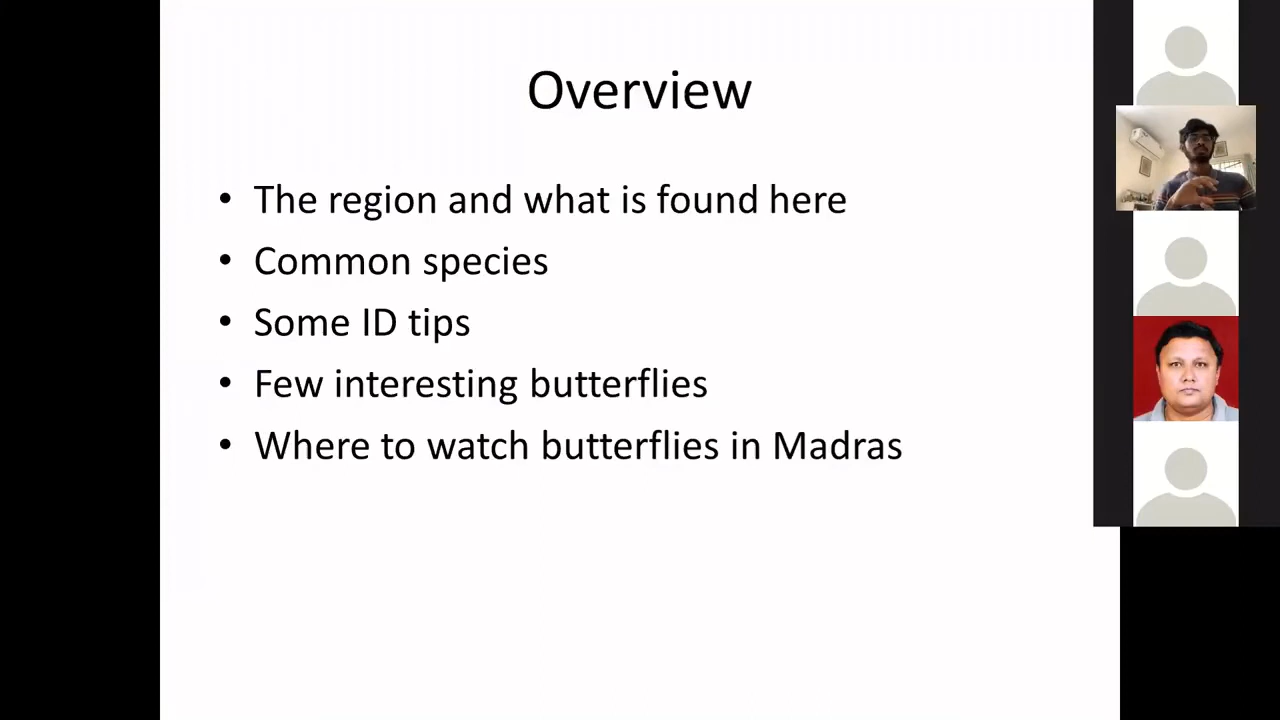 Overview
• The region and what is found here
• Common species
• Some ID tips
• Few interesting butterflies
• Where to watch butterflies in Madras